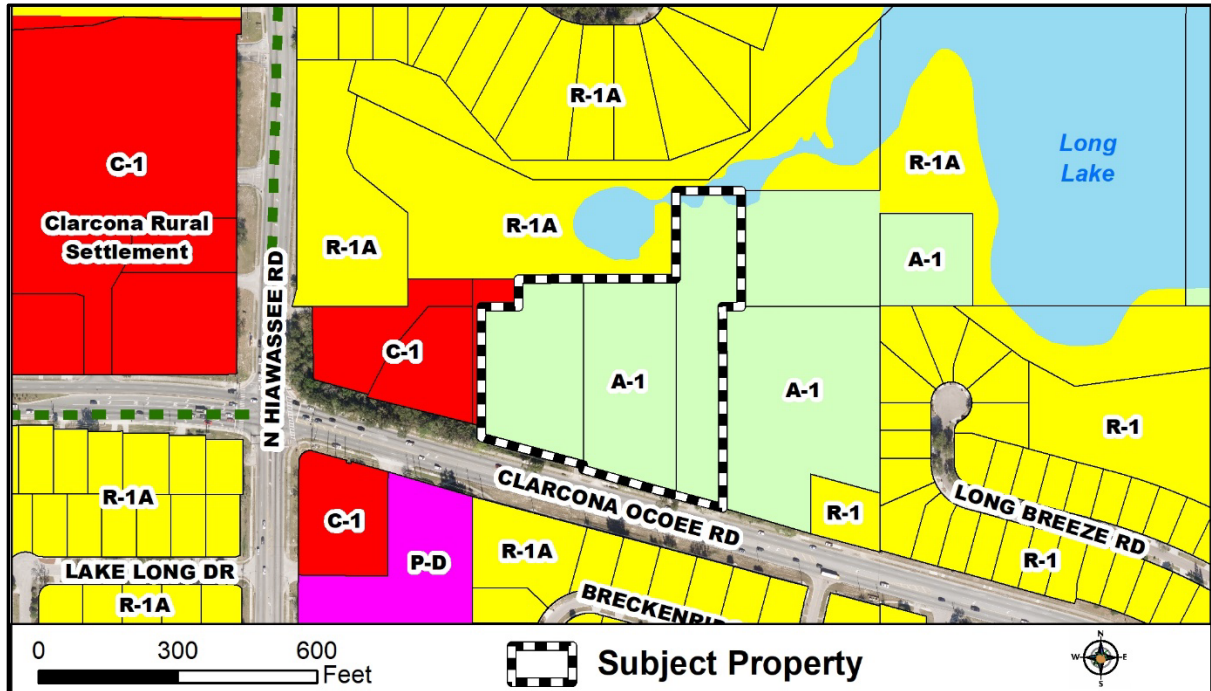 R-1A
C-1
Long
Lake
R-1A
Clarcona Rural
Settlement
R-1A
R-1A
A-1
N HIAWASSEE RD
C-1
A-1
A-1
R-1
CLARCONA OCOEE RD
LONG BREEZE RD
R-1A
C-1
R-1
R-1A
P-D
R-1
LAKE LONG DR
R-1A
0 300 600
Feet
Subject Property
N
W E
S